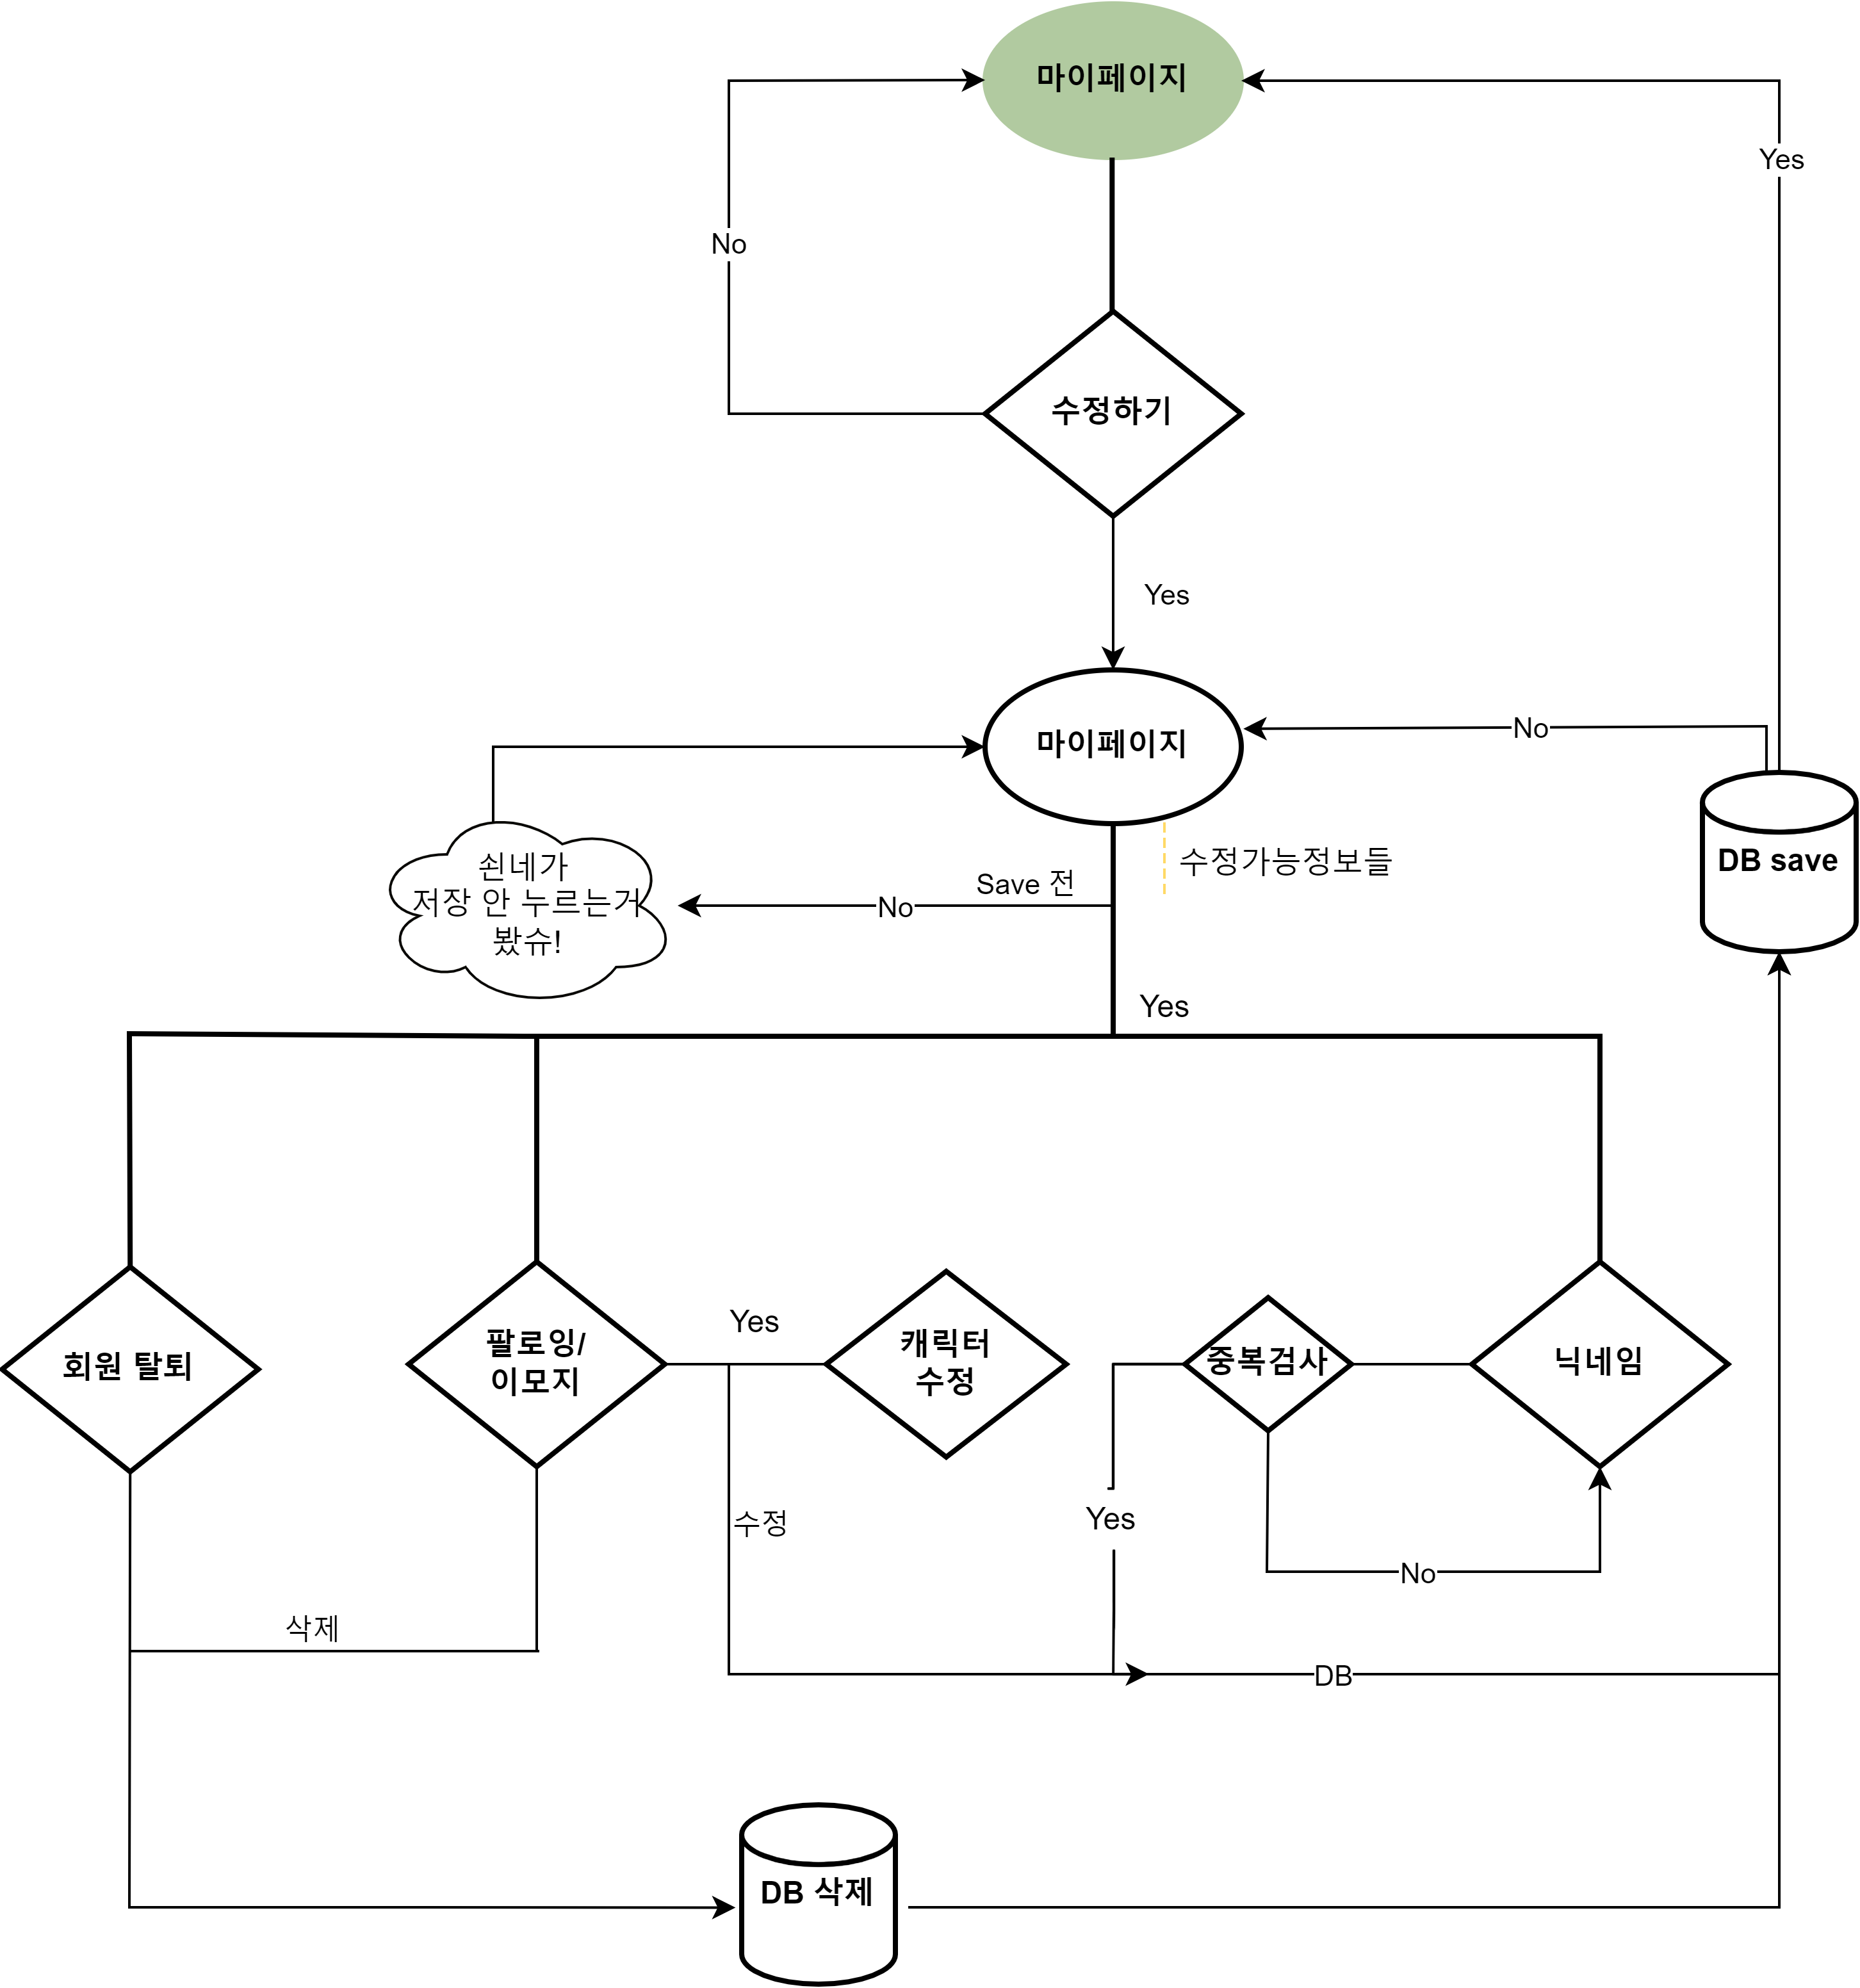 마이페이지
Yes
No
수정하기
Yes
No
마이페이지
수정가능정보들
DB save
쇤네가
저장 안 누르는거
봤슈!
Save 전
No
Yes
회원 탈퇴
팔로잉/
이모지
Yes
캐릭터
수정
중복검사
닉네임
수정
Yes
No
삭제
DB
DB 삭제